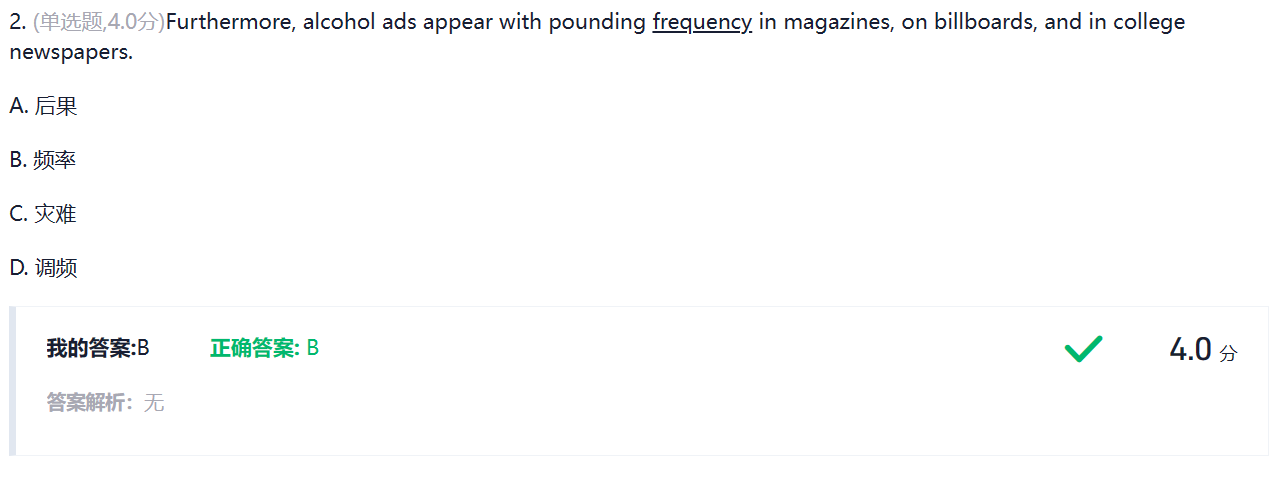 2. (单选题,4.0分)Furthermore, alcohol ads appear with pounding frequency in magazines, on billboards, and in college
newspapers.
A. 后果
B. 频率
C. 灾难
D. 调频
我的答案:B 正确答案: B 4.0 分
答案解析：无